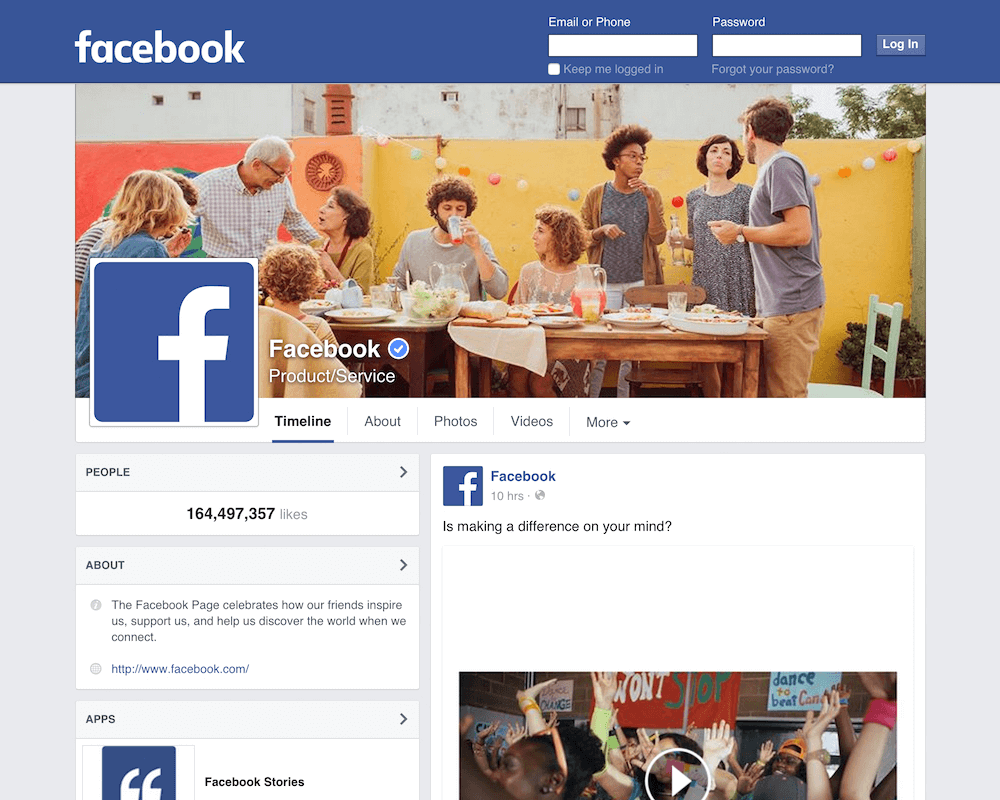 facebook
Email or Phone
Password
Log In
Keep me logged in
Forgot your password?
Facebook
Product/Service
Timeline
About
Photos
Videos
More
PEOPLE
164,497,357 likes
ABOUT
The Facebook Page celebrates how our friends inspire
us, support us, and help us discover the world when we
connect.
http://www.facebook.com/
APPS
Facebook Stories
Facebook
10 hrs ·
Is making a difference on your mind?
WON'T STOP
dance
to
beat Can
CHANGE